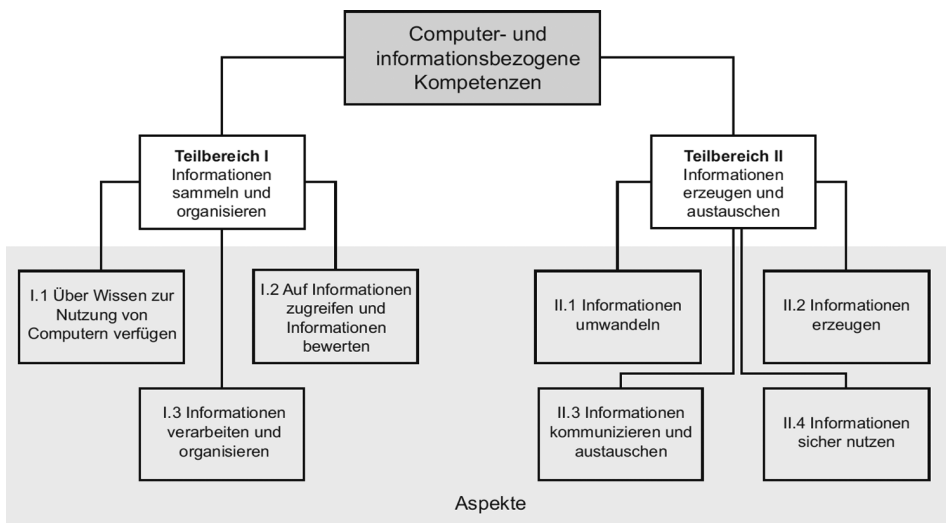 Computer- und
informationsbezogene
Kompetenzen
Teilbereich I
Informationen
sammeln und
organisieren
Teilbereich II
Informationen
erzeugen und
austauschen
I.1 Über Wissen zur
Nutzung von
Computern verfügen
I.2 Auf Informationen
zugreifen und
Informationen
bewerten
I.3 Informationen
verarbeiten und
organisieren
II.1 Informationen
umwandeln
II.2 Informationen
erzeugen
II.3 Informationen
kommunizieren und
austauschen
II.4 Informationen
sicher nutzen
Aspekte